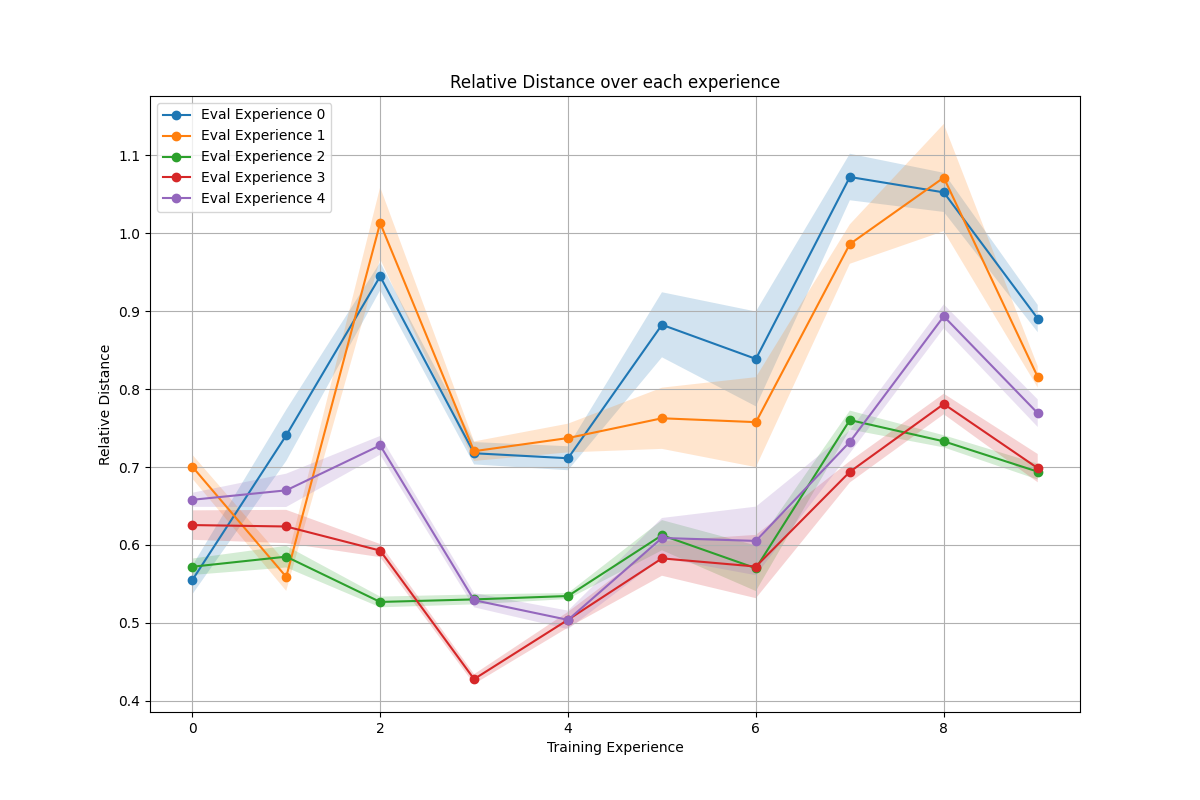 Relative Distance over each experience
Eval Experience 0
Eval Experience 1
Eval Experience 2
Eval Experience 3
Eval Experience 4
1.1
1.0
0.9
0.8
0.7
0.6
0.5
0.4
Relative Distance
0 2 4 6 8
Training Experience